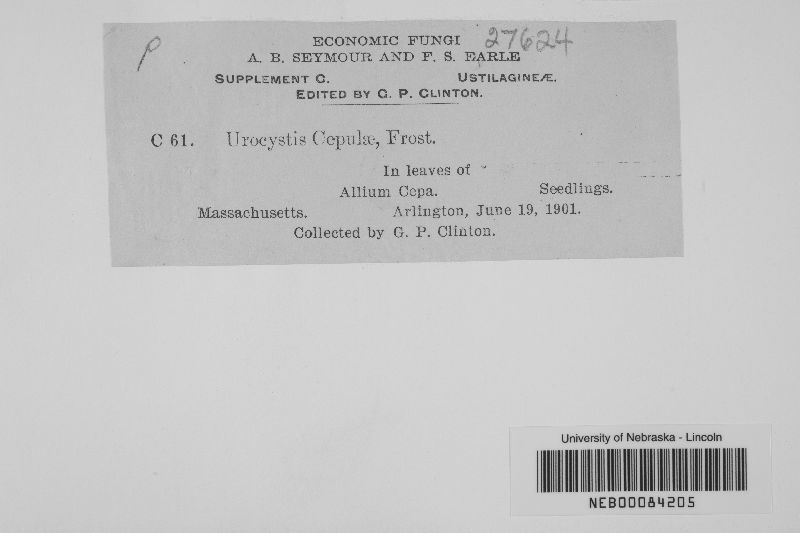 P
27624
ECONOMIC FUNGI
A. B. SEYMOUR AND F. S. EARLE
SUPPLEMENT C. USTILAGINEÆ.
EDITED BY G. P. CLINTON.
C 61. Urocystis Cepulæ, Frost.
In leaves of
Allium Cepa. Seedlings.
Massachusetts. Arlington, June 19, 1901.
Collected by G. P. Clinton.
University of Nebraska - Lincoln
NEB00084205